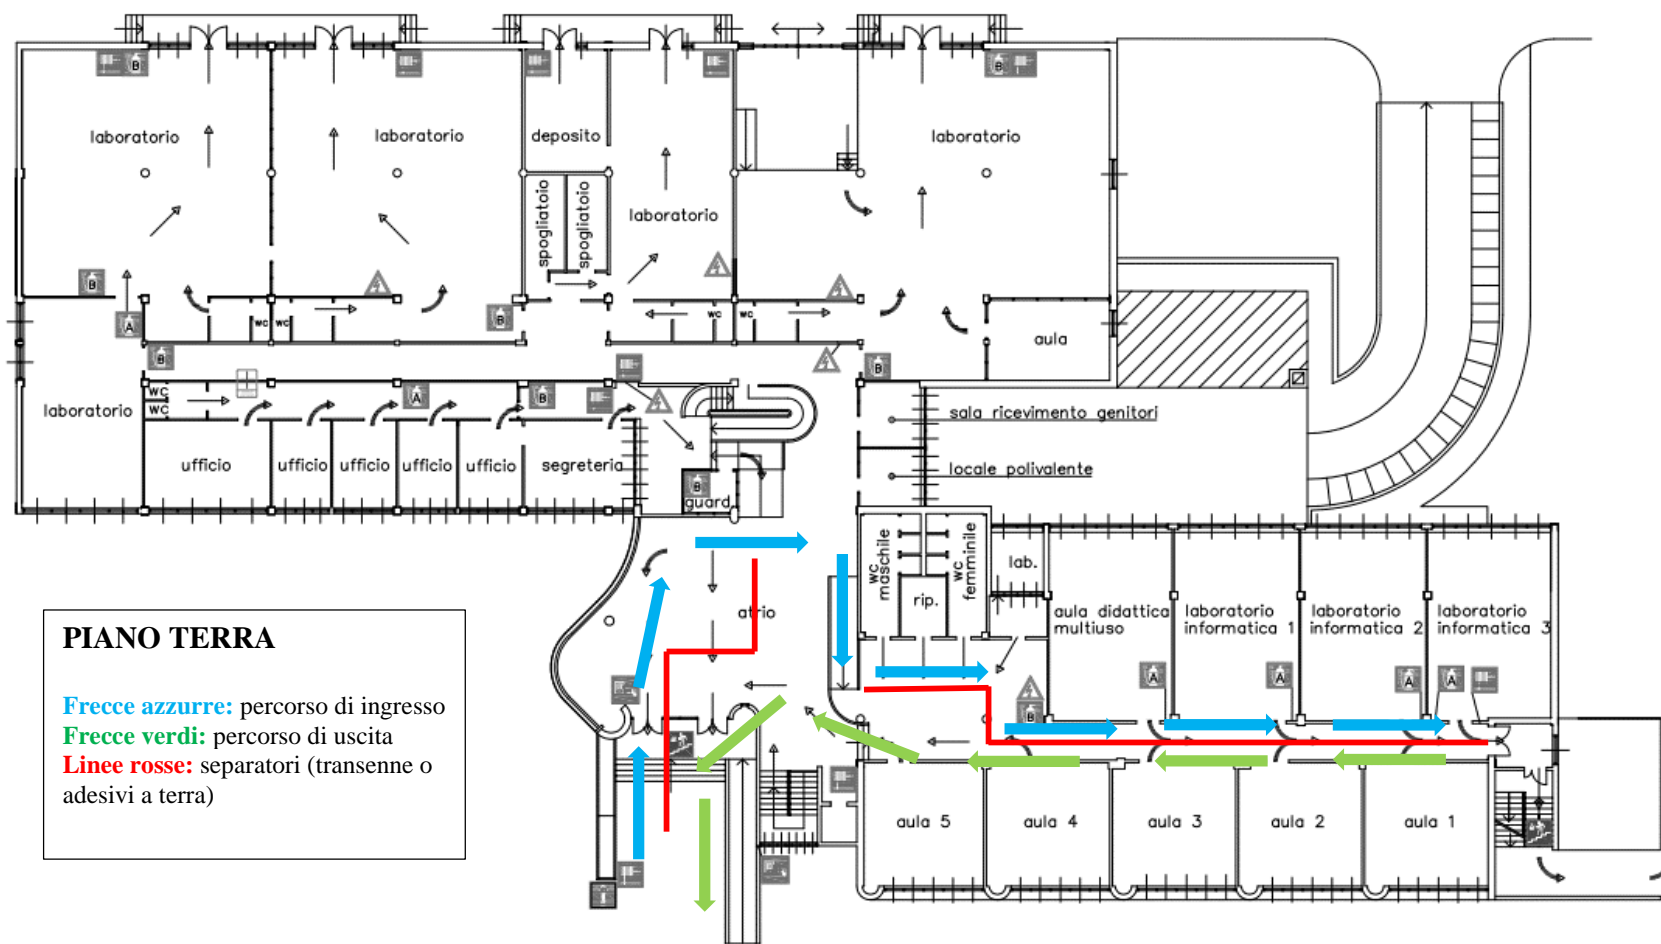 B
B
laboratorio
laboratorio
deposito
laboratorio
spogliatoio
spogliatoio
laboratorio
B
A
wc
wc
B
wc
wc
aula
B
B
laboratorio
WC
WC
A
B
sala ricevimento genitori
ufficio
ufficio
ufficio
ufficio
ufficio
segreteria
locale polivalente
B
guard
wc
maschile
rip.
wc
femminile
lab.
atrio
aula didattica
multiuso
laboratorio
informatica 1
laboratorio
informatica 2
laboratorio
informatica 3
A
A
A
A
B
PIANO TERRA
Frecce azzurre: percorso di ingresso
Frecce verdi: percorso di uscita
Linee rosse: separatori (transenne o
adesivi a terra)
aula 5
aula 4
aula 3
aula 2
aula 1